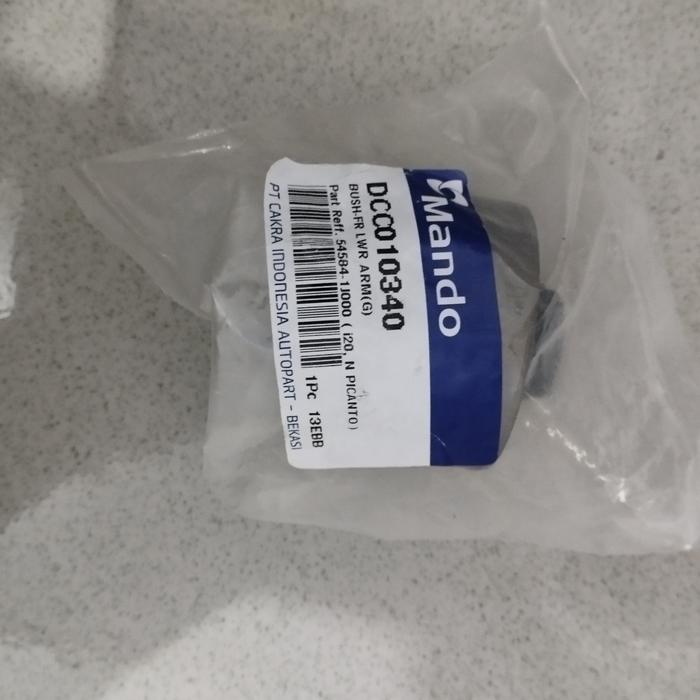 Mando
DCC010340
BUSH-FR LWR ARM(G)
Part Reff. 54584-1J000 ( i20, N PICANTO)
1Pc 13EBB
PT CAKRA INDONESIA AUTOPART - BEKASI